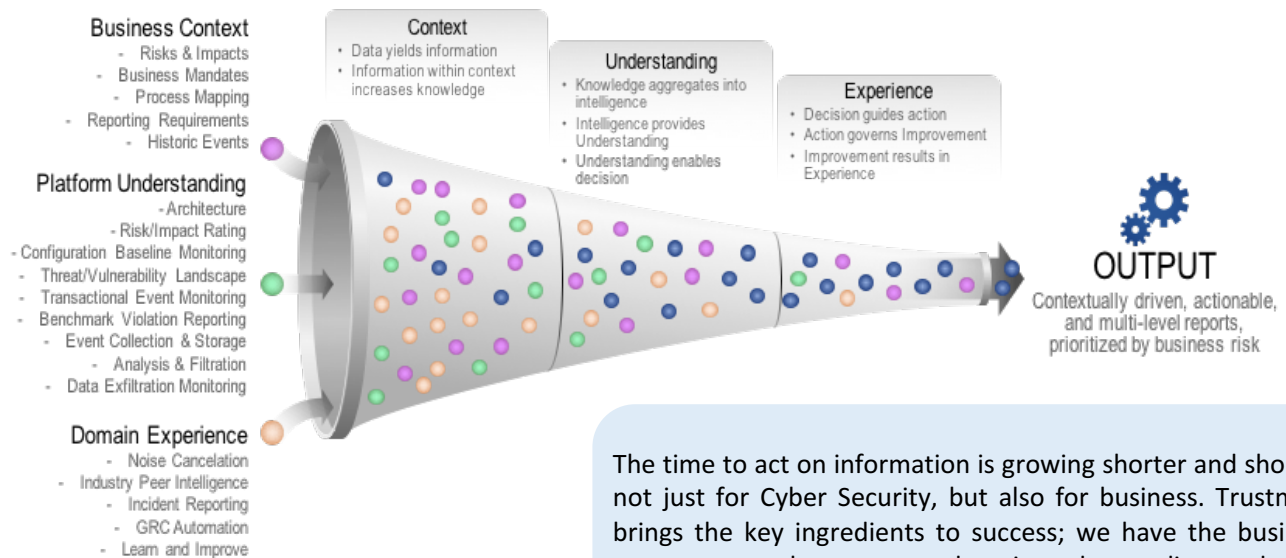 Business Context
- Risks & Impacts
- Business Mandates
- Process Mapping
- Reporting Requirements
- Historic Events
Platform Understanding
- Architecture
- Risk/Impact Rating
- Configuration Baseline Monitoring
- Threat/Vulnerability Landscape
- Transactional Event Monitoring
- Benchmark Violation Reporting
- Event Collection & Storage
- Analysis & Filtration
- Data Exfiltration Monitoring
Domain Experience
- Noise Cancelation
- Industry Peer Intelligence
- Incident Reporting
- GRC Automation
- Learn and Improve
Context
• Data yields information
• Information within context
increases knowledge
Understanding
• Knowledge aggregates into
intelligence
• Intelligence provides
Understanding
• Understanding enables
decision
Experience
• Decision guides action
• Action governs Improvement
• Improvement results in
Experience
OUTPUT
Contextually driven, actionable,
and multi-level reports,
prioritized by business risk
The time to act on information is growing shorter and
not just for Cyber Security, but also for business.
brings the key ingredients to success; we have the